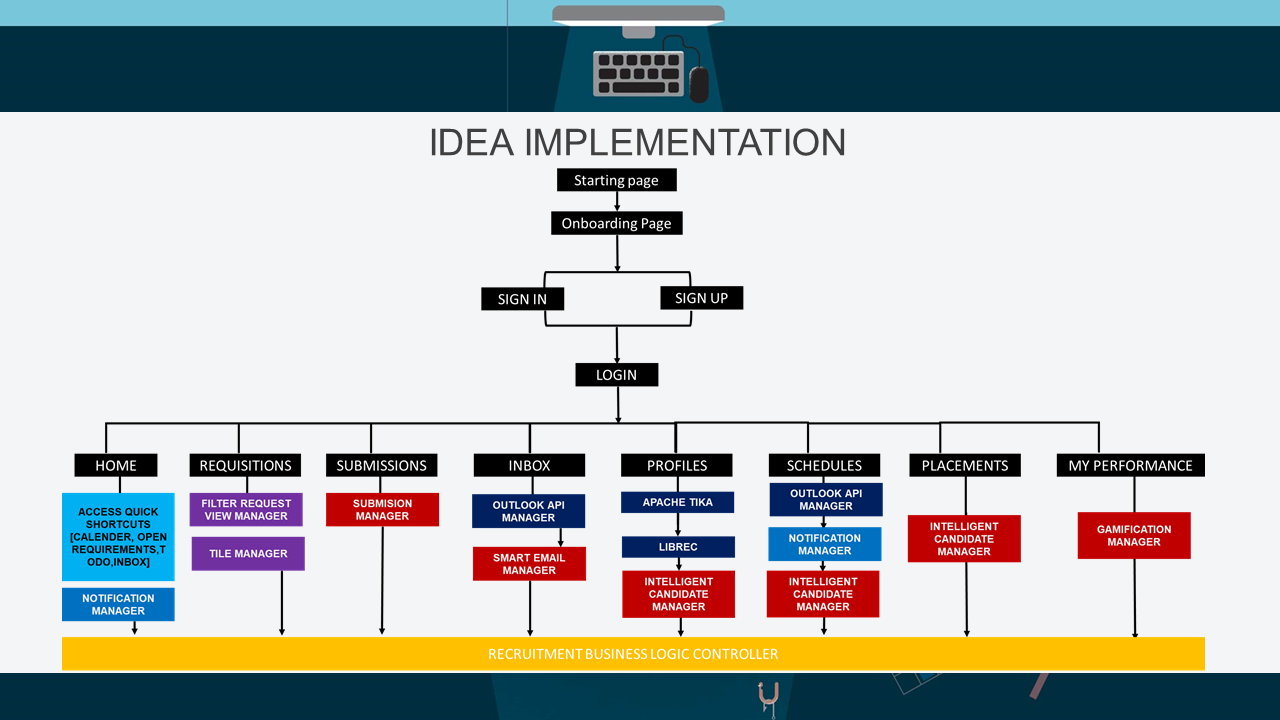 IDEA IMPLEMENTATION
Starting page
Onboarding Page
SIGN IN
SIGN UP
LOGIN
HOME
REQUISITIONS
SUBMISSIONS
INBOX
PROFILES
SCHEDULES
PLACEMENTS
MY PERFORMANCE
ACCESS QUICK
SHORTCUTS
[CALENDER, OPEN
REQUIREMENTS,T
ODO,INBOX]
NOTIFICATION
MANAGER
FILTER REQUEST
VIEW MANAGER
TILE MANAGER
SUBMISION
MANAGER
OUTLOOK API
MANAGER
SMART EMAIL
MANAGER
APACHE TIKA
LIBREC
INTELLIGENT
CANDIDATE
MANAGER
OUTLOOK API
MANAGER
NOTIFICATION
MANAGER
INTELLIGENT
CANDIDATE
MANAGER
INTELLIGENT
CANDIDATE
MANAGER
GAMIFICATION
MANAGER
RECRUITMENT BUSINESS LOGIC CONTROLLER